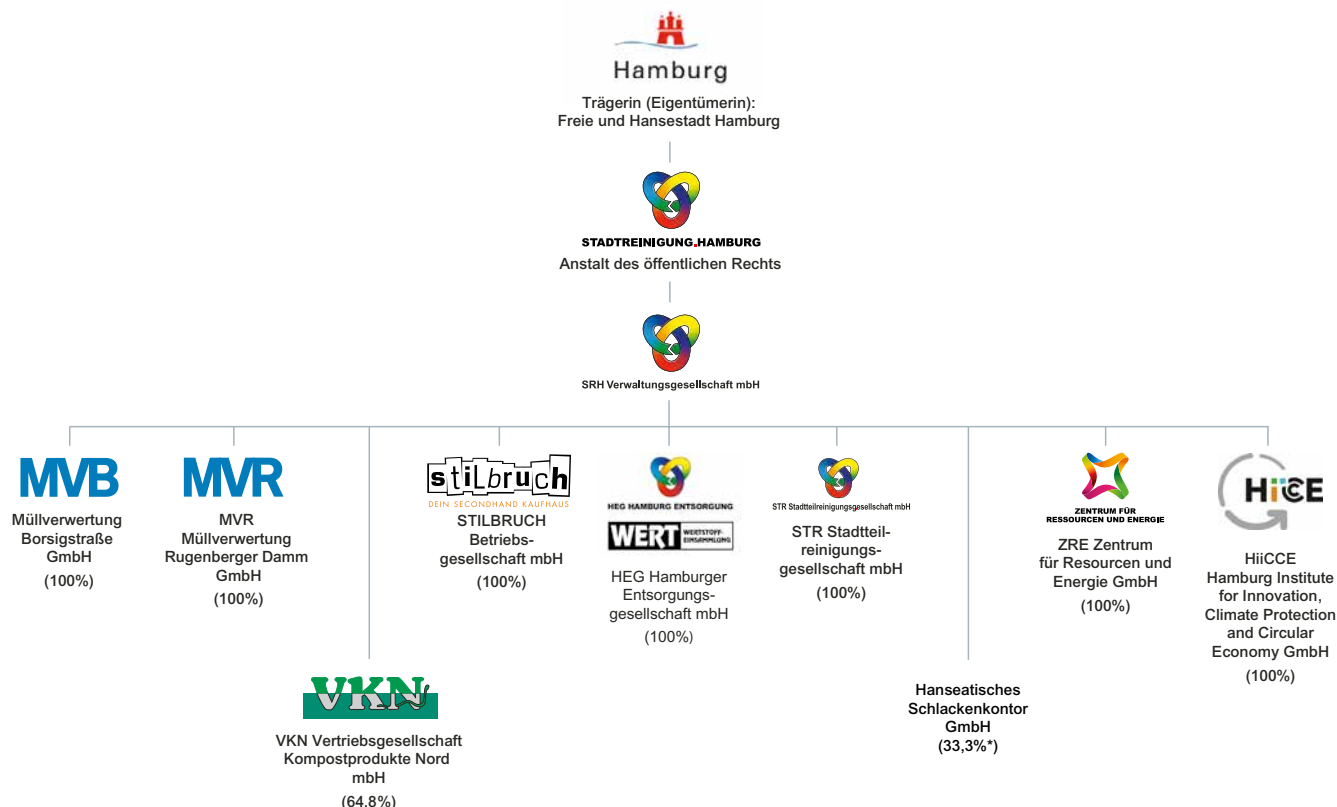 Hamburg
Trägerin (Eigentümerin):
Freie und Hansestadt Hamburg
STADTREINIGUNG.HAMBURG
Anstalt des öffentlichen Rechts
SRH Verwaltungsgesellschaft mbH
MVB
Müllverwertung
Borsigstraße
GmbH
(100%)
MVR
MVR
Müllverwertung
Rugenberger Damm
GmbH
(100%)
stilbruch
DEIN SECONDHAND KAUFHAUS
STILBRUCH
Betriebs-
gesellschaft mbH
(100%)
HEG HAMBURG ENTSORGUNG
WERT WERTSTOFF-
EINSAMMLUNG
HEG Hamburger
Entsorgungs-
gesellschaft mbH
(100%)
STR Stadtteilreinigungsgesellschaft mbH
STR Stadtteil-
reinigungs-
gesellschaft mbH
(100%)
ZENTRUM FÜR
RESSOURCEN UND ENERGIE
ZRE Zentrum
für Resourcen und
Energie GmbH
(100%)
HiiCCE
HiiCCE
Hamburg Institute
for Innovation,
Climate Protection
and Circular
Economy GmbH
(100%)
VKN
VKN Vertriebsgesellschaft
Kompostprodukte Nord
mbH
(64,8%)
Hanseatisches
Schlackenkontor
GmbH
(33,3%*)